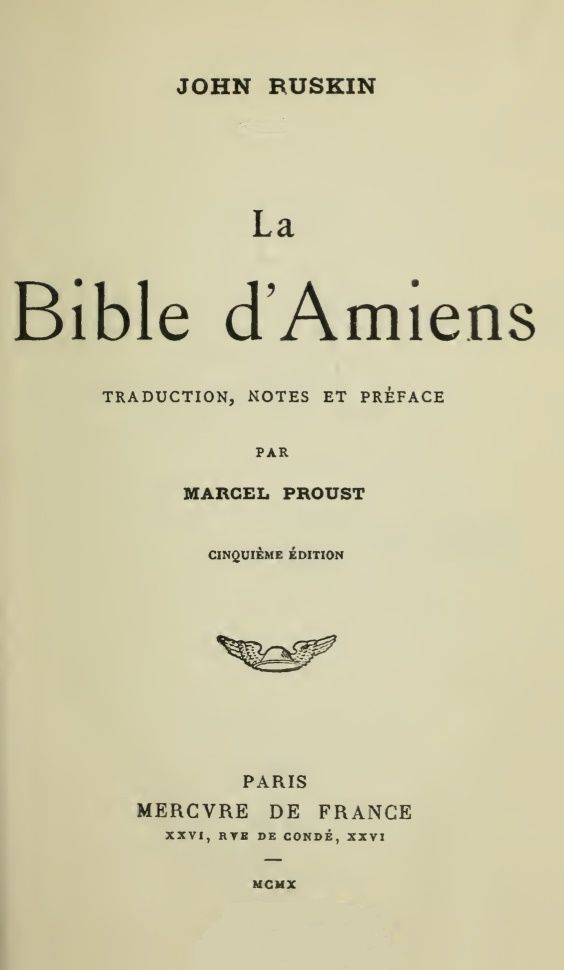 JOHN RUSKIN
La
Bible d'Amiens
TRADUCTION, NOTES ET PRÉFACE
PAR
MARCEL PROUST
CINQUIÈME ÉDITION
PARIS
MERCVRE DE FRANCE
XXVI, RVE DE CONDÉ, XXVI
MCMX